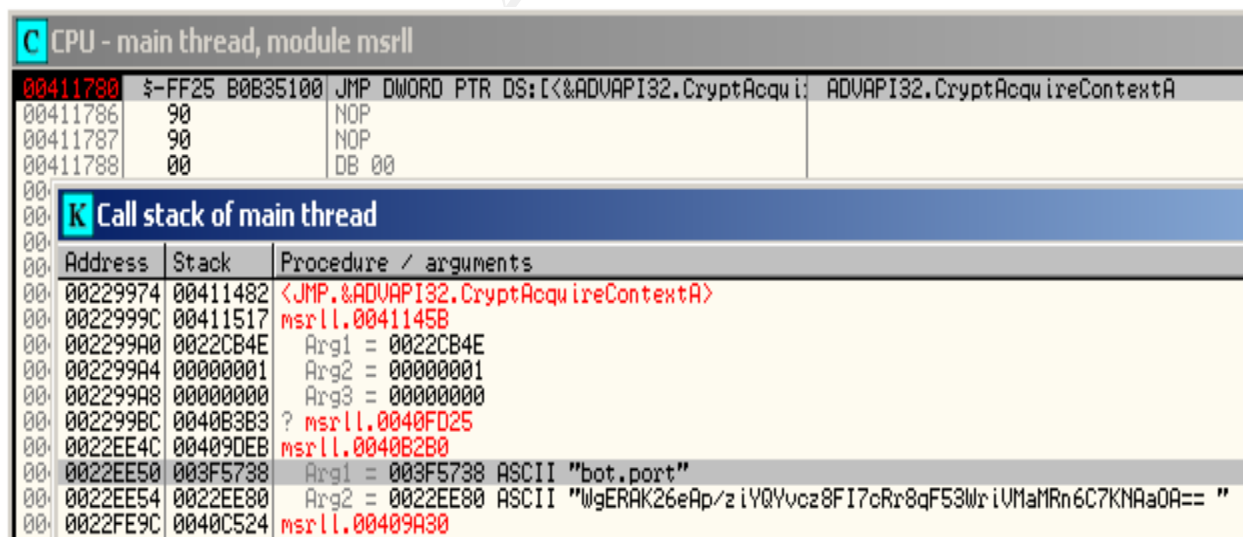 C CPU - main thread, module msrll
00411780 $-FF25 B0B35100 JMP DWORD PTR DS:[<&ADVAPI32.CryptAcqui: ADVAPI32.CryptAcquireContextA
00411786 90 NOP
00411787 90 NOP
00411788 00 DB 00
K Call stack of main thread
Address Stack Procedure / arguments
00229974 00411482 <JMP.&ADVAPI32.CryptAcquireContextA>
0022999C 00411517 msrll.0041145B
002299A0 0022CB4E Arg1 = 0022CB4E
002299A4 00000001 Arg2 = 00000001
002299A8 00000000 Arg3 = 00000000
002299BC 0040B3B3 ? msrll.0040FD25
0022EE4C 00409DEB msrll.0040B2B0
0022EE50 003F5738 Arg1 = 003F5738 ASCII "bot.port"
0022EE54 0022EE80 Arg2 = 0022EE80 ASCII "WgERAK26eAp/ziYQYvcz8FI7cRr8qF53WriVMaMRn6C7KNAaOA== "
0022FE9C 0040C524 msrll.00409A30